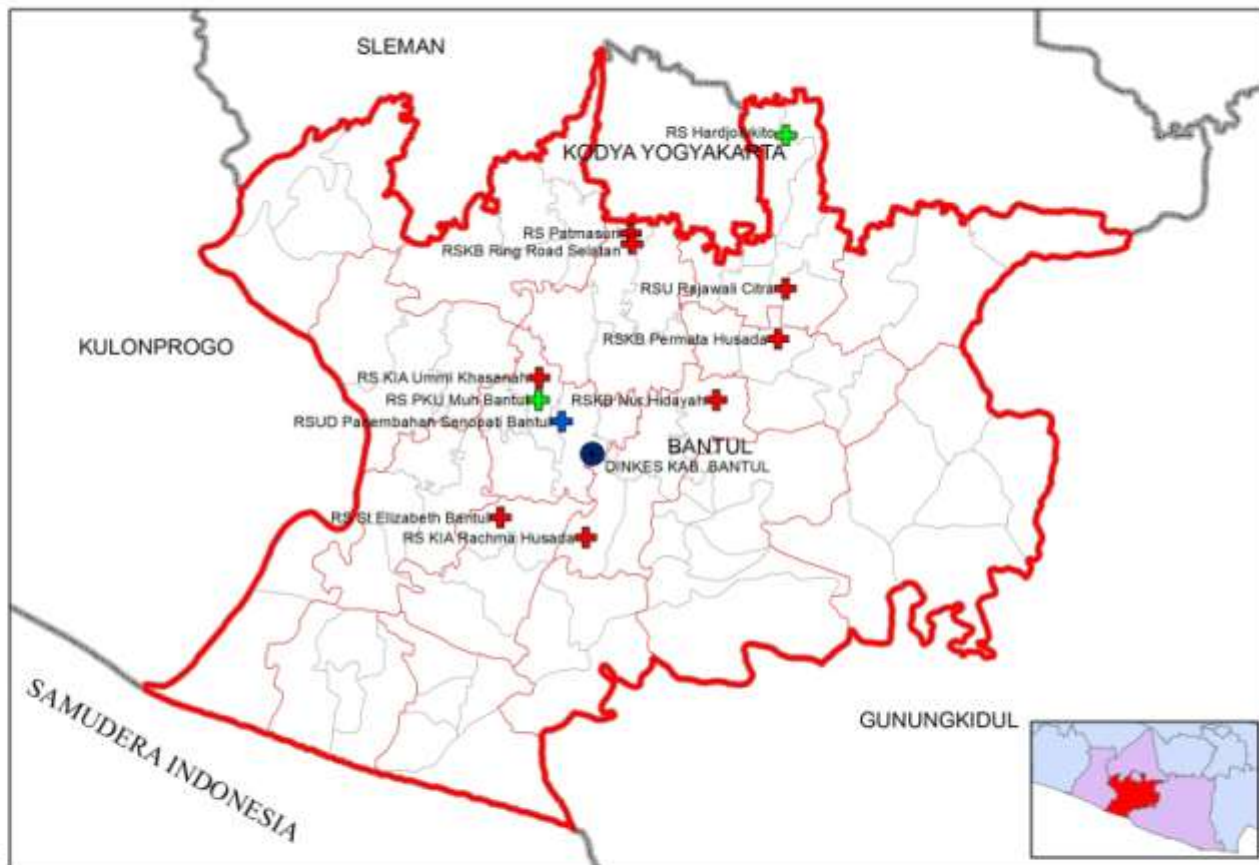 SLEMAN
RS Hardjolukito
KODYA YOGYAKARTA
RS Patmasuri
RSKB Ring Road Selatan
RSU Rajawali Citra
KULONPROGO
RSKB Permata Husada
RS KIA Ummi Khasanah
RS PKU Muh Bantul
RSKB Nur Hidayah
RSUD Panembahan Senopati Bantul
BANTUL
DINKES KAB. BANTUL
RS St Elizabeth Bantul
RS KIA Rachma Husada
SAMUDERA INDONESIA
GUNUNGKIDUL